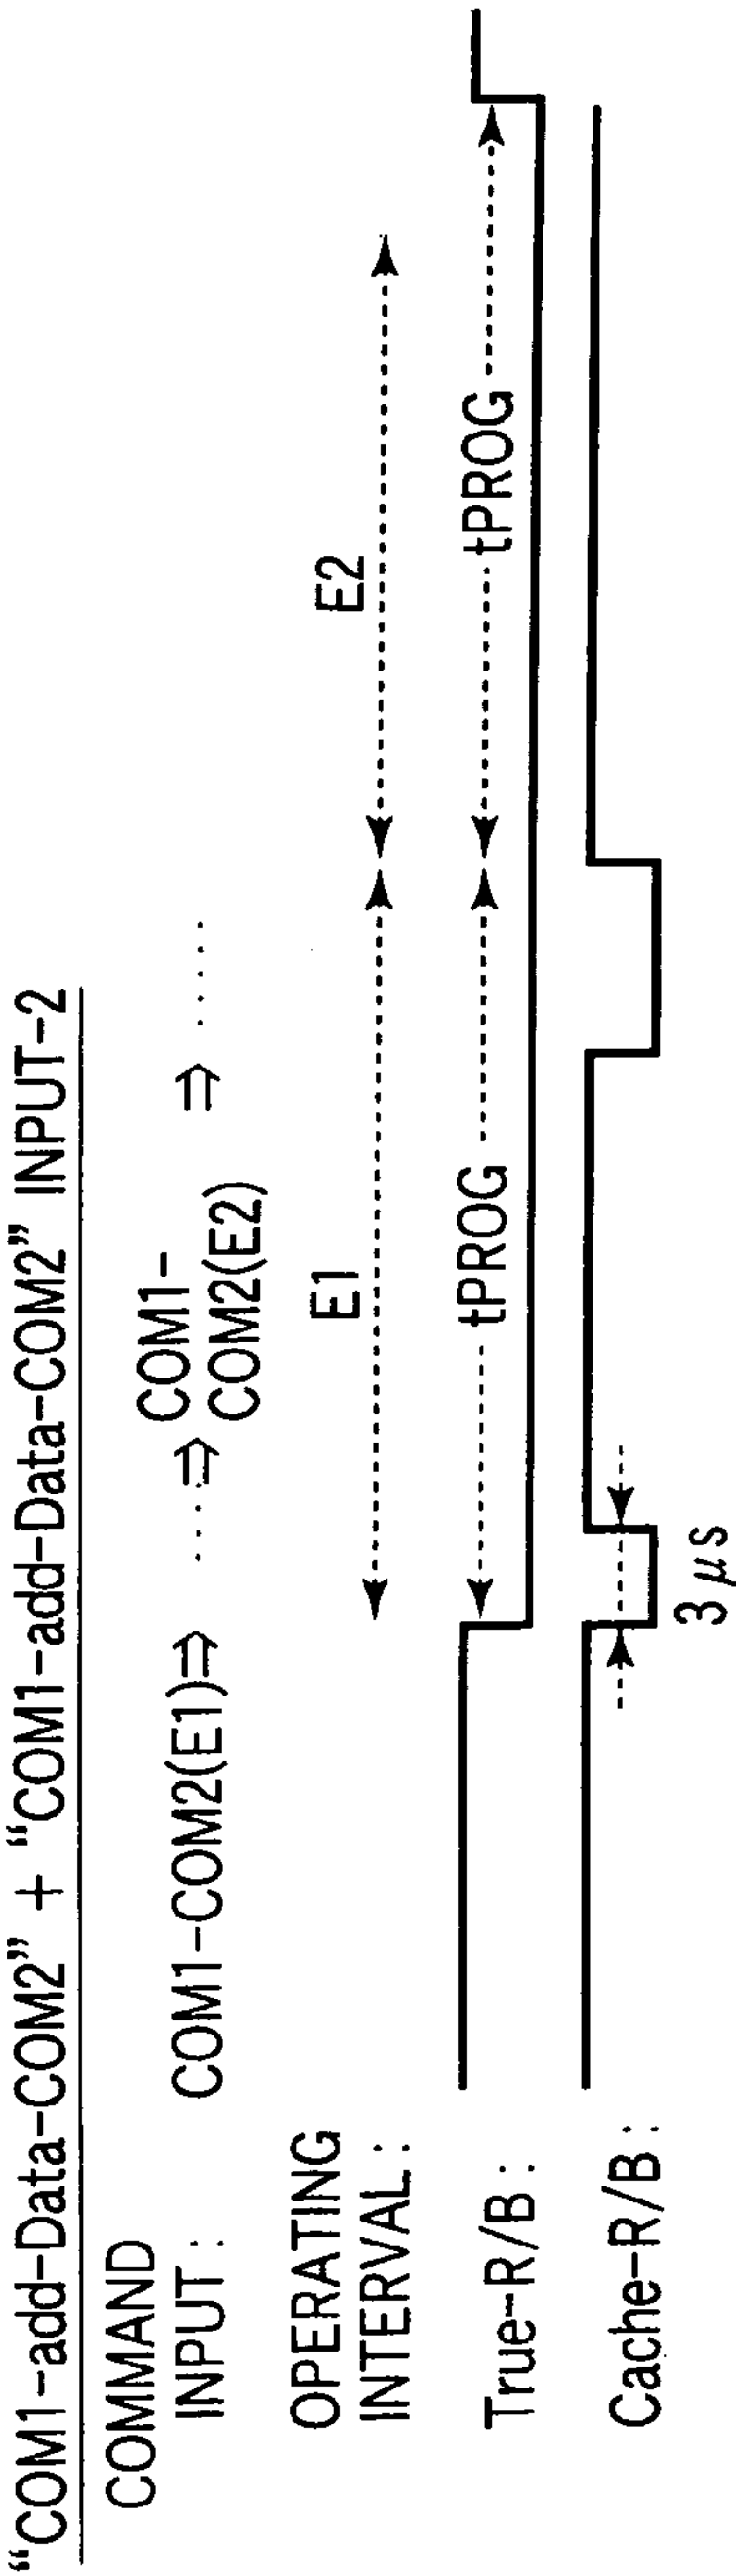 “COM1-add-Data-COM2” + “COM1-add-Data-COM2” INPUT-2
COMMAND
INPUT:
COM1-COM2(E1)⇒ ····⇒ COM1-
COM2(E2) ⇒ ·····
OPERATING
INTERVAL:
E1 E2
True-R/B: tPROG tPROG
Cache-R/B:
3 μs